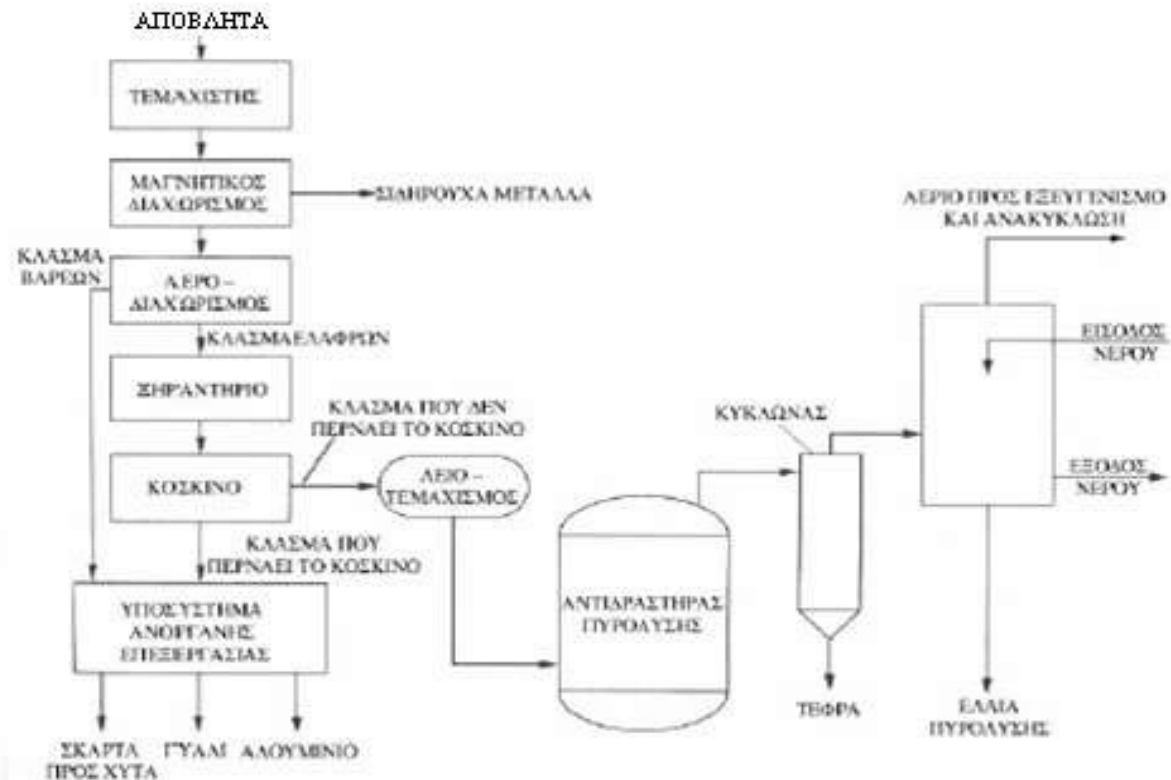 ΑΠΟΒΛΗΤΑ
ΤΕΜΑΧΙΣΤΗΣ
ΜΑΓΝΗΤΙΚΟΣ
ΔΙΑΧΩΡΙΣΜΟΣ
ΣΙΔΗΡΟΥΧΑ ΜΕΤΑΛΛΑ
ΚΛΑΣΜΑ
ΒΑΡΕΩΝ
ΑΕΡΟ –
ΔΙΑΧΩΡΙΣΜΟΣ
ΚΛΑΣΜΑ ΕΛΑΦΡΩΝ
ΞΗΡΑΝΤΗΡΙΟ
ΚΛΑΣΜΑ ΠΟΥ ΔΕΝ
ΠΕΡΝΑΕΙ ΤΟ ΚΟΣΚΙΝΟ
ΚΟΣΚΙΝΟ
ΛΕΙΟ –
ΤΕΜΑΧΙΣΜΟΣ
ΚΛΑΣΜΑ ΠΟΥ
ΠΕΡΝΑΕΙ ΤΟ ΚΟΣΚΙΝΟ
ΥΠΟΣΥΣΤΗΜΑ
ΑΝΟΡΓΑΝΗΣ
ΕΠΕΞΕΡΓΑΣΙΑΣ
ΣΚΑΡΤΑ
ΠΡΟΣ ΧΥΤΑ
ΓΥΑΛΙ
ΑΛΟΥΜΙΝΙΟ
ΑΝΤΙΔΡΑΣΤΗΡΑΣ
ΠΥΡΟΛΥΣΗΣ
ΚΥΚΛΩΝΑΣ
ΤΕΦΡΑ
ΑΕΡΙΟ ΠΡΟΣ ΕΞΕΥΓΕΝΙΣΜΟ
ΚΑΙ ΑΝΑΚΥΚΛΩΣΗ
ΕΙΣΟΔΟΣ
ΝΕΡΟΥ
ΕΞΟΔΟΣ
ΝΕΡΟΥ
ΕΛΑΙΑ
ΠΥΡΟΛΥΣΗΣ